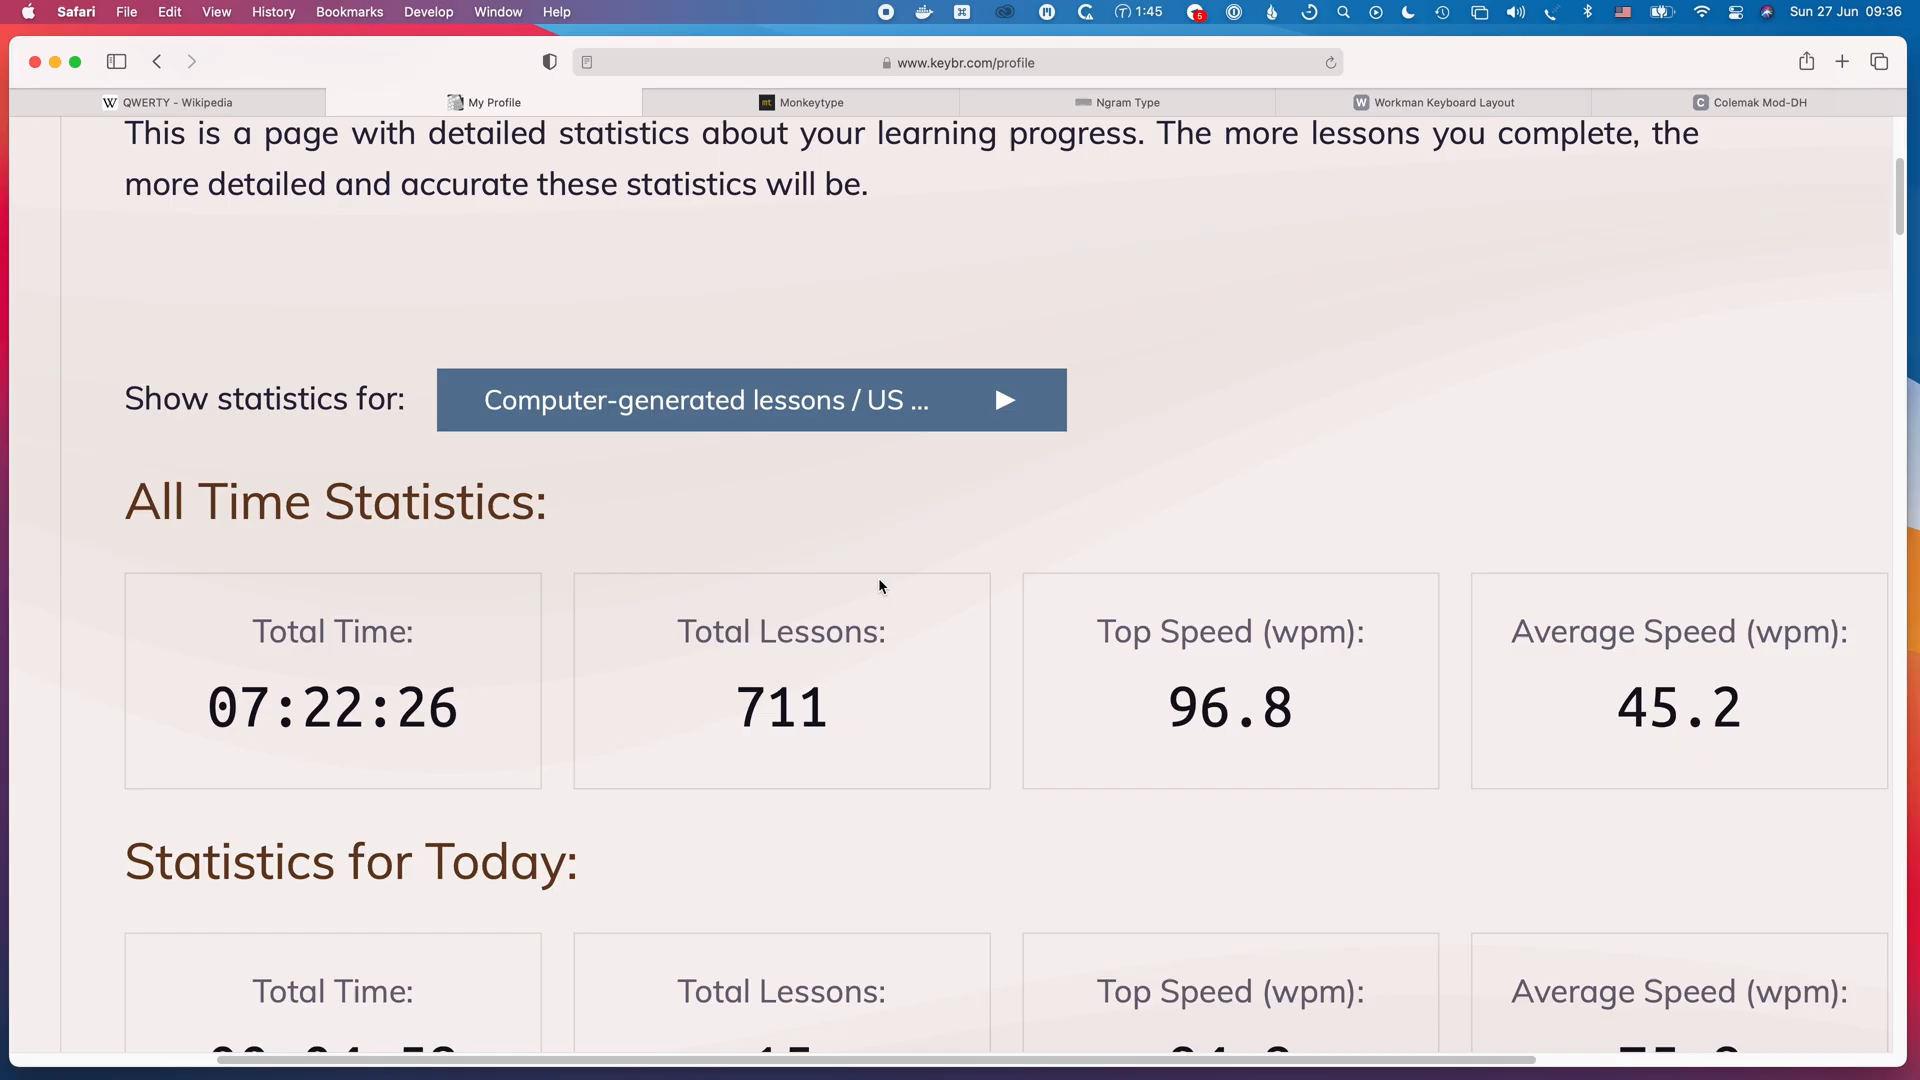 Safari File Edit View History Bookmarks Develop Window Help 1:45 5 Sun 27 Jun 09:36
www.keybr.com/profile
W QWERTY - Wikipedia My Profile mt Monkeytype Ngram Type W Workman Keyboard Layout C Colemak Mod-DH
This is a page with detailed statistics about your learning progress. The more lessons you complete, the
more detailed and accurate these statistics will be.
Show statistics for: Computer-generated lessons / US ...
All Time Statistics:
Total Time: Total Lessons: Top Speed (wpm): Average Speed (wpm):
07:22:26 711 96.8 45.2
Statistics for Today:
Total Time: Total Lessons: Top Speed (wpm): Average Speed (wpm):